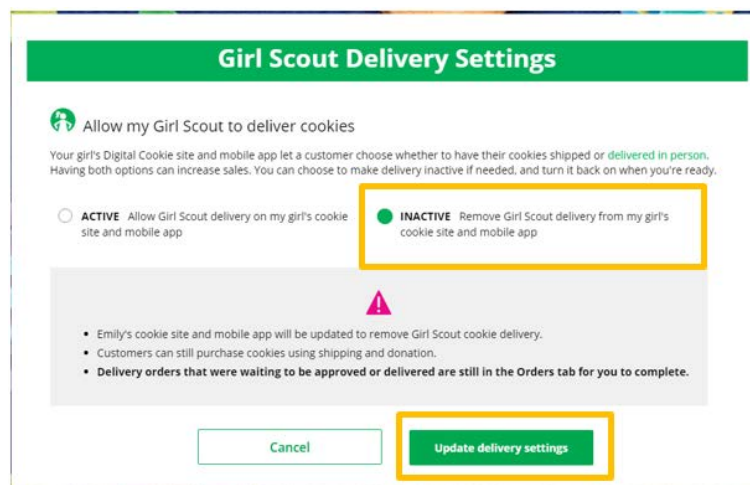 Girl Scout Delivery Settings
Allow my Girl Scout to deliver cookies
Your girl's Digital Cookie site and mobile app let a customer choose whether to have their cookies shipped or delivered in person.
Having both options can increase sales. You can choose to make delivery inactive if needed, and turn it back on when you're ready.
ACTIVE Allow Girl Scout delivery on my girl's cookie
site and mobile app
INACTIVE Remove Girl Scout delivery from my girl's
cookie site and mobile app
• Emily's cookie site and mobile app will be updated to remove Girl Scout cookie delivery.
• Customers can still purchase cookies using shipping and donation.
• Delivery orders that were waiting to be approved or delivered are still in the Orders tab for you to complete.
Cancel
Update delivery settings